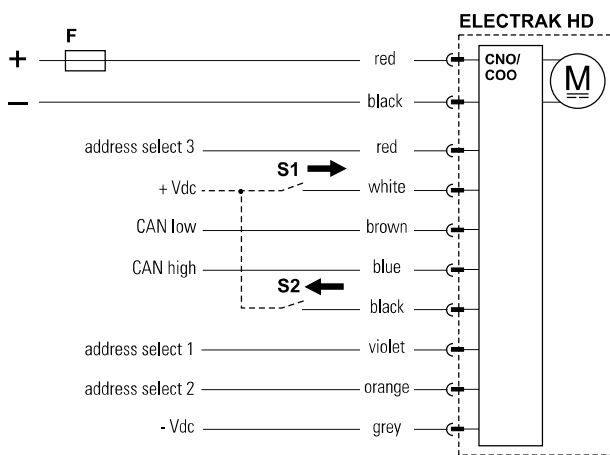 ELECTRAK HD
F
+ red CNO/
COO
M
– black
address select 3 red
S1
+ Vdc white
CAN low brown
CAN high blue
S2
black
address select 1 violet
address select 2 orange
- Vdc grey